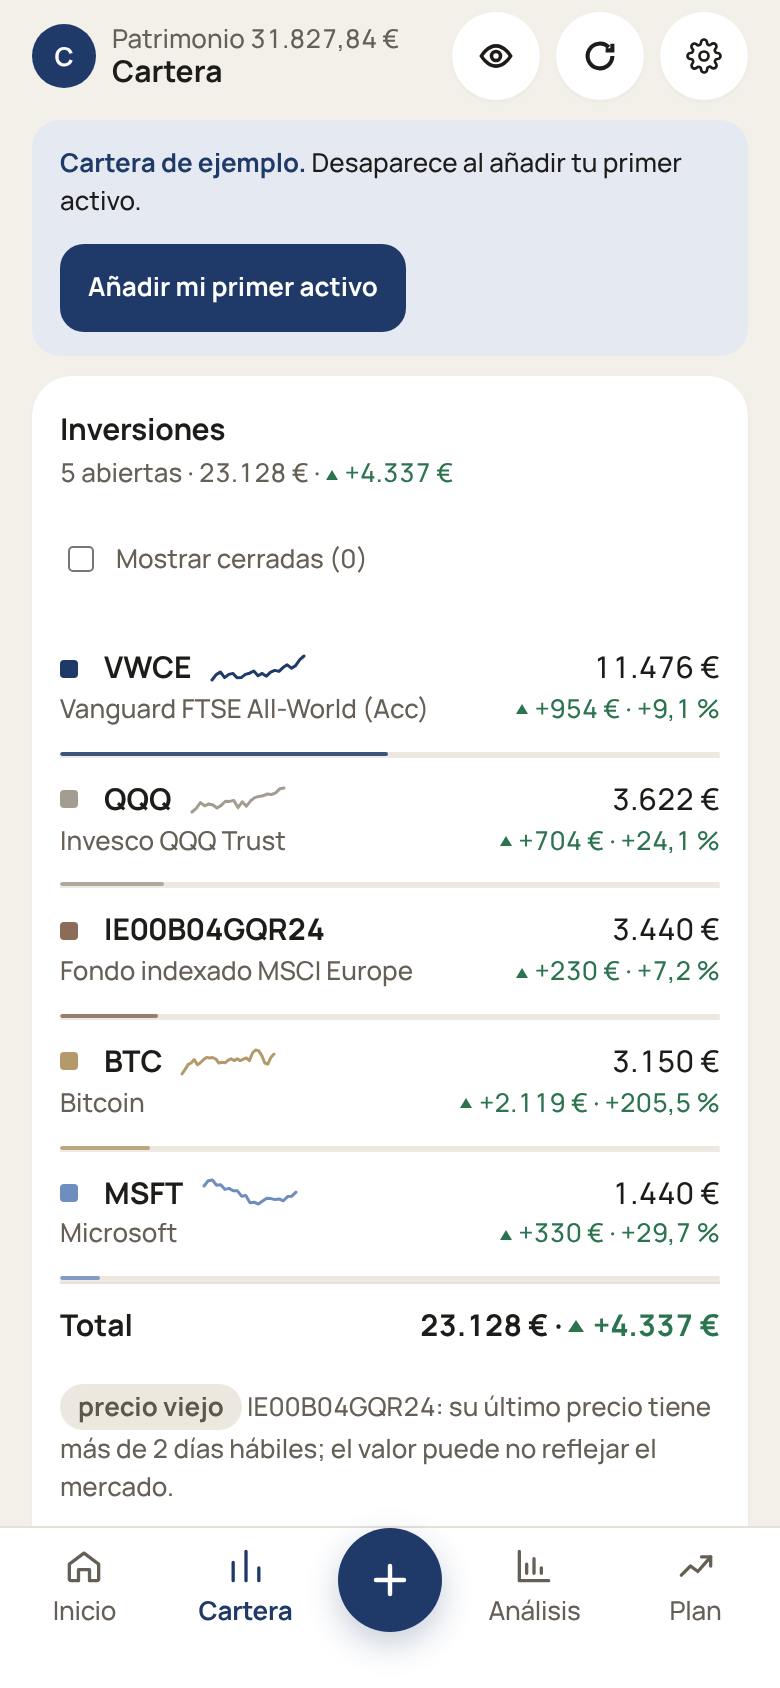 C
Patrimonio 31.827,84 €
Cartera
Cartera de ejemplo. Desaparece al añadir tu primer
activo.
Añadir mi primer activo
Inversiones
5 abiertas · 23.128 € · ▲ +4.337 €
Mostrar cerradas (0)
VWCE 11.476 €
Vanguard FTSE All-World (Acc) ▲ +954 € · +9,1 %
QQQ 3.622 €
Invesco QQQ Trust ▲ +704 € · +24,1 %
IE00B04GQR24 3.440 €
Fondo indexado MSCI Europe ▲ +230 € · +7,2 %
BTC 3.150 €
Bitcoin ▲ +2.119 € · +205,5 %
MSFT 1.440 €
Microsoft ▲ +330 € · +29,7 %
Total 23.128 € · ▲ +4.337 €
precio viejo IE00B04GQR24: su último precio tiene
más de 2 días hábiles; el valor puede no reflejar el
mercado.
Inicio Cartera Análisis Plan